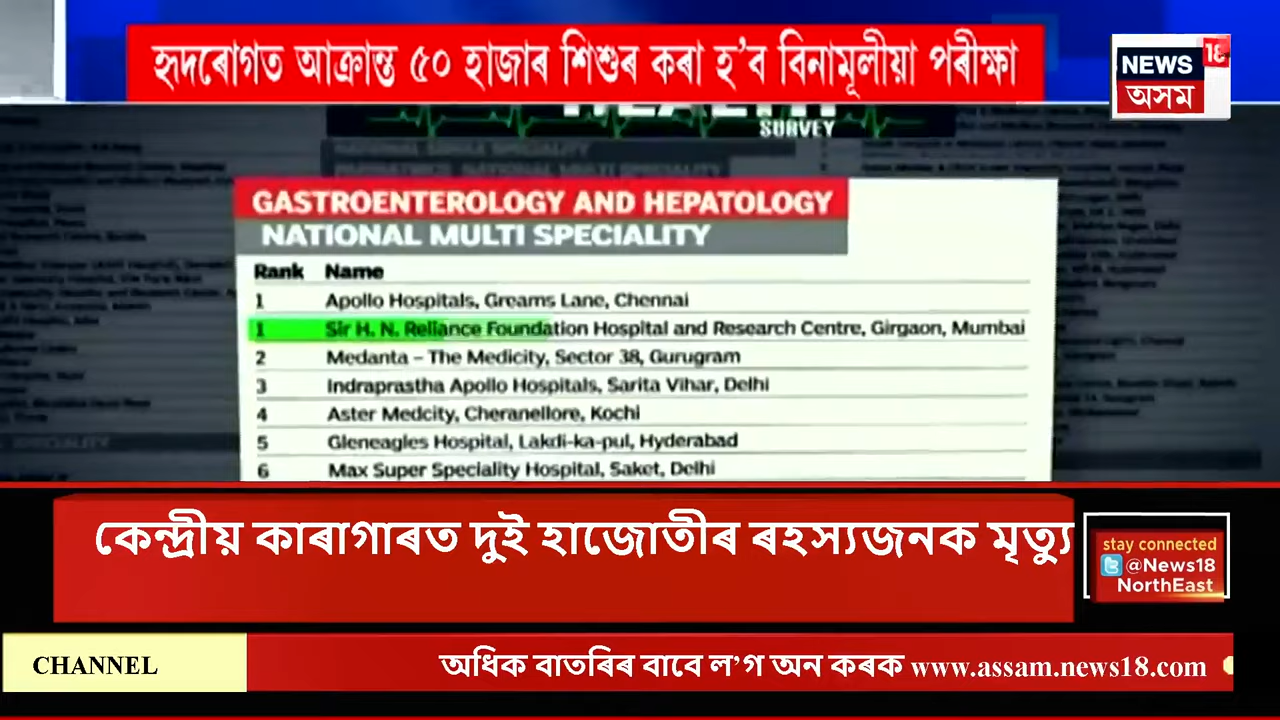 হৃদৰোগত আক্ৰান্ত ৫০ হাজাৰ শিশুৰ কৰা হ’ব বিনামূলীয়া পৰীক্ষা
NEWS 18
অসম
SURVEY
GASTROENTEROLOGY AND HEPATOLOGY
NATIONAL MULTI SPECIALITY
Rank Name
1 Apollo Hospitals, Greams Lane, Chennai
1 Sir H. N. Reliance Foundation Hospital and Research Centre, Girgaon, Mumbai
2 Medanta – The Medicity, Sector 38, Gurugram
3 Indraprastha Apollo Hospitals, Sarita Vihar, Delhi
4 Aster Medcity, Cheranellore, Kochi
5 Gleneagles Hospital, Lakdi-ka-pul, Hyderabad
6 Max Super Speciality Hospital, Saket, Delhi
কেন্দ্ৰীয় কাৰাগাৰত দুই হাজোতীৰ ৰহস্যজনক মৃত্যু
stay connected
@News18
NorthEast
CHANNEL
অধিক বাতৰিৰ বাবে ল’গ অন কৰক www.assam.news18.com